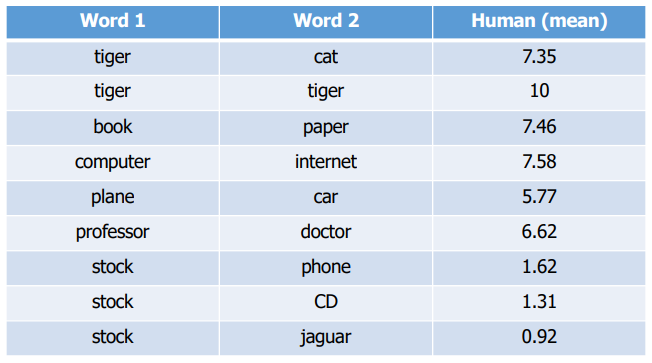 Word 1 Word 2 Human (mean)
tiger cat 7.35
tiger tiger 10
book paper 7.46
computer internet 7.58
plane car 5.77
professor doctor 6.62
stock phone 1.62
stock CD 1.31
stock jaguar 0.92